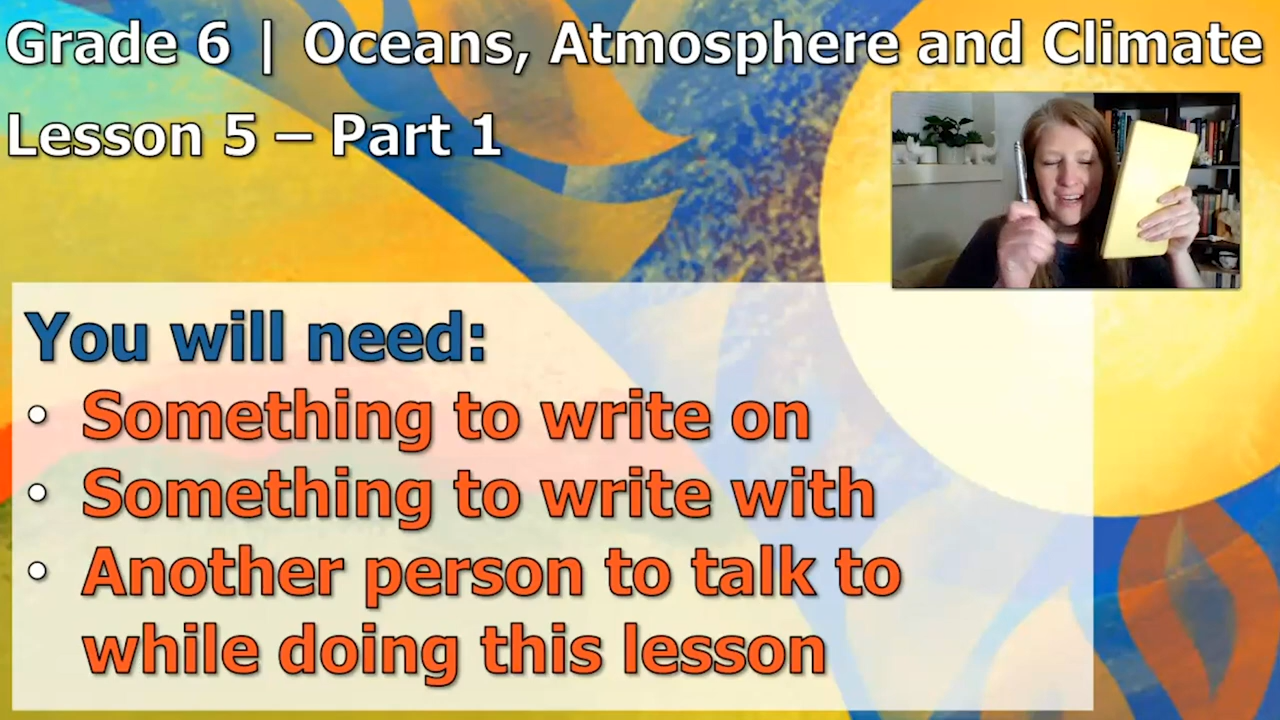 Grade 6 | Oceans, Atmosphere and Climate
Lesson 5 – Part 1
You will need:
• Something to write on
• Something to write with
• Another person to talk to
while doing this lesson